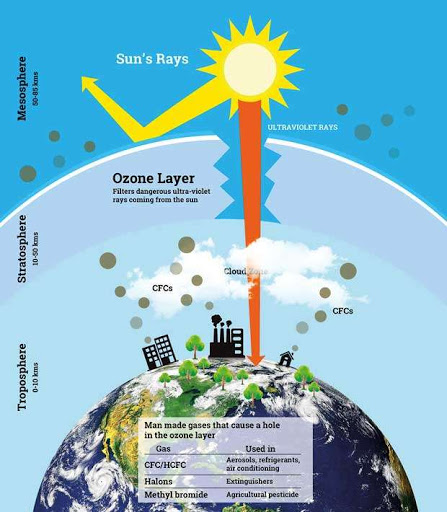 Sun's Rays
Mesosphere
50-85 kms
ULTRAVIOLET RAYS
Ozone Layer
Filters dangerous ultra-violet
rays coming from the sun
Stratosphere
10-50 kms
Cloud Zone
CFCs
CFCs
Troposphere
0-10 kms
Man made gases that cause a hole
in the ozone layer
Gas Used in
CFC/HCFC Aerosols, refrigerants,
air conditioning
Halons Extinguishers
Methyl bromide Agricultural pesticide